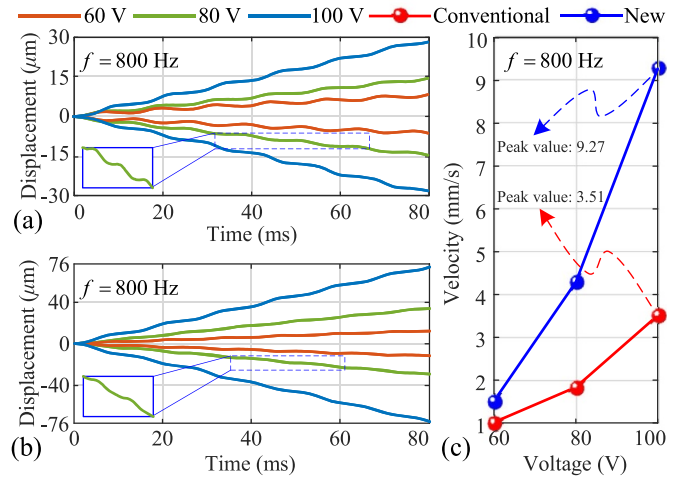 60 V 80 V 100 V Conventional New
(a)
f = 800 Hz
Displacement (μm)
30
15
0
-15
-30
0 20 40 60 80
Time (ms)
(b)
f = 800 Hz
Displacement (μm)
76
40
0
-40
-76
0 20 40 60 80
Time (ms)
(c)
f = 800 Hz
Velocity (mm/s)
10
9
8
7
6
5
4
3
2
1
Peak value: 9.27
Peak value: 3.51
60 80 100
Voltage (V)